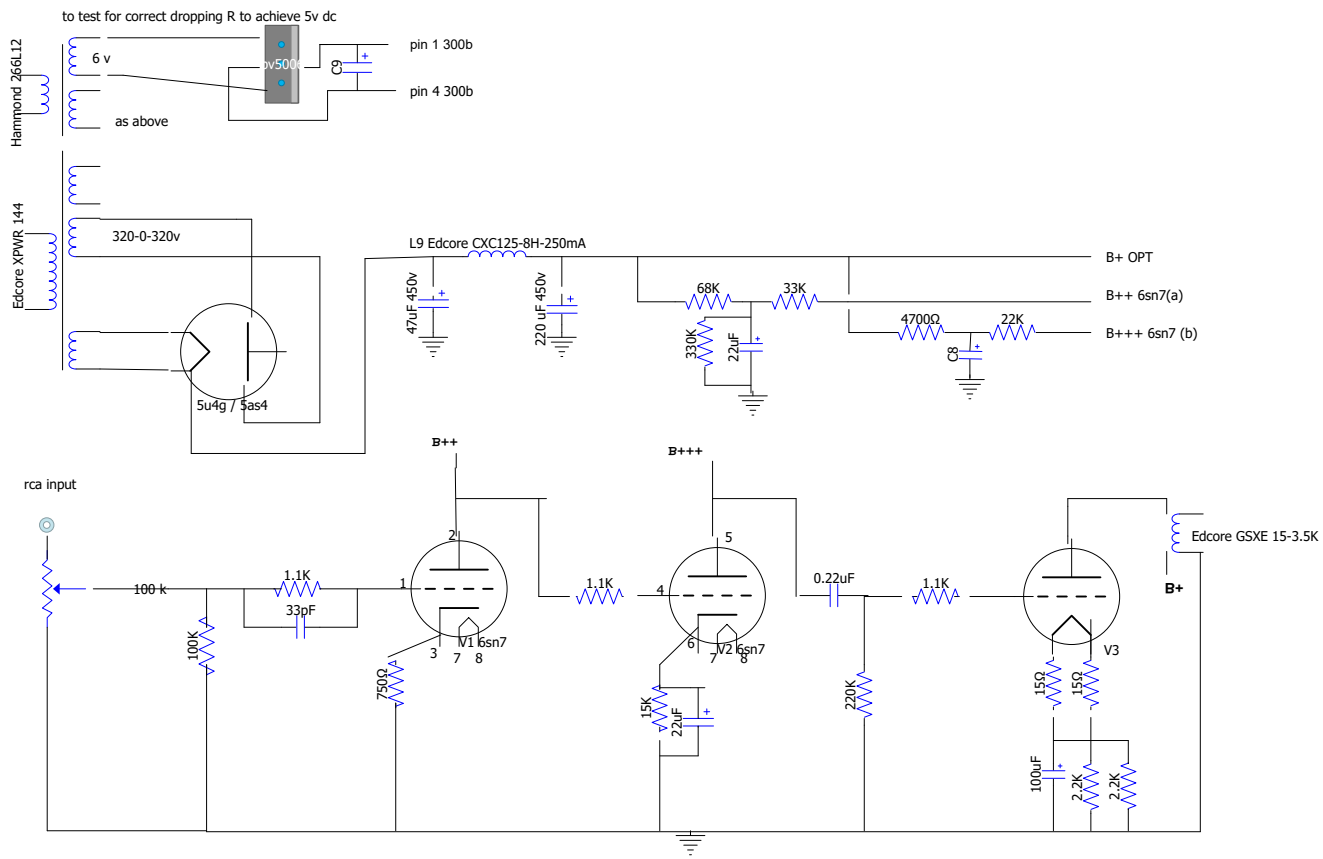 to test for correct dropping R to achieve 5v dc
Hammond 266L12
6 v
bv5006
C9
+
pin 1 300b
pin 4 300b
as above
Edcore XPWR 144
320-0-320v
5u4g / 5as4
L9 Edcore CXC125-8H-250mA
47uF 450v
+
220 uF 450v
+
68K
33K
330K
22uF
+
4700Ω
22K
C8
+
B+ OPT
B++ 6sn7(a)
B+++ 6sn7 (b)
rca input
100 k
100K
1.1K
33pF
B++
2
1
3
7
8
V1 6sn7
750Ω
1.1K
B+++
5
4
6
7
8
V2 6sn7
15K
22uF
+
0.22uF
220K
1.1K
V3
15Ω
15Ω
100uF
+
2.2K
2.2K
Edcore GSXE 15-3.5K
B+